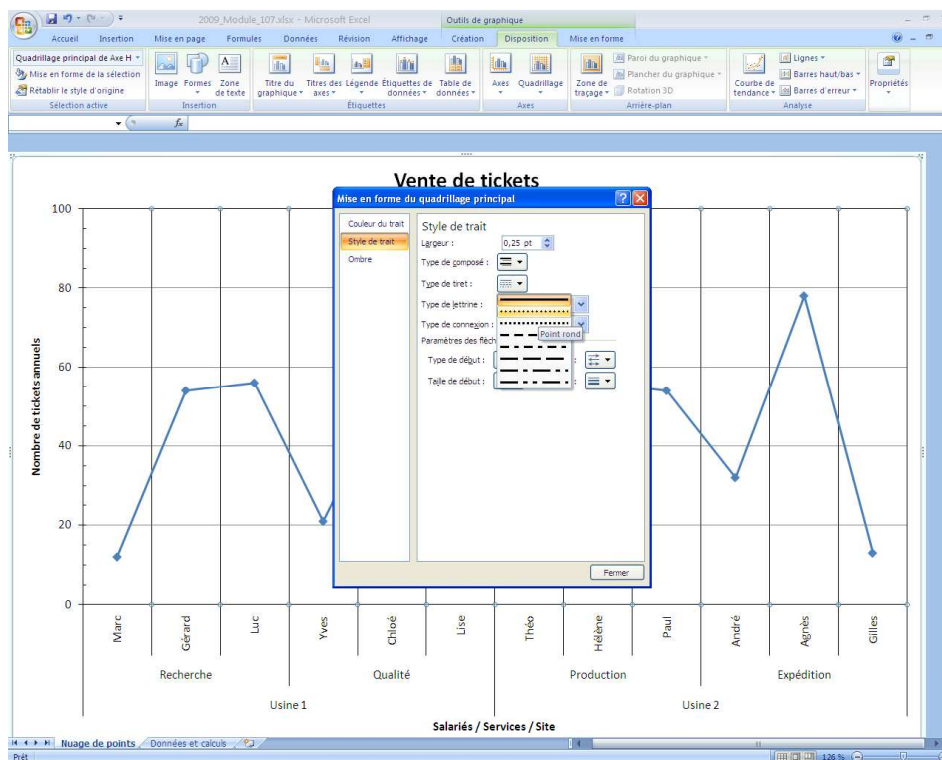 2009_Module_107.xlsx - Microsoft Excel
Outils de graphique
Accueil Insertion Mise en page Formules Données Révision Affichage Création Disposition Mise en forme
Quadrillage principal de Axe H
Mise en forme de la sélection
Rétablir le style d'origine
Sélection active
Image Formes Zone de texte
Insertion
Titre du graphique Titres des axes Légende Étiquettes de données Table de données
Étiquettes
Axes Quadrillage
Axes
Zone de traçage
Paroi du graphique
Plancher du graphique
Rotation 3D
Arrière-plan
Courbe de tendance
Lignes
Barres haut/bas
Barres d'erreur
Analyse
Propriétés
fx
Vente de tickets
Mise en forme du quadrillage principal
Couleur du trait
Style de trait
Ombre
Style de trait
Largeur : 0,25 pt
Type de composé :
Type de tiret :
Type de lettrine :
Type de connexion :
Point rond
Paramètres des flèch
Type de début :
Taille de début :
Fermer
Nombre de tickets annuels
100
80
60
40
20
0
Marc Gérard Luc Yves Chloé Lise Théo Hélène Paul André Agnès Gilles
Recherche Qualité Production Expédition
Usine 1 Usine 2
Salariés / Services / Site
Nuage de points Données et calculs
Prêt 126 %